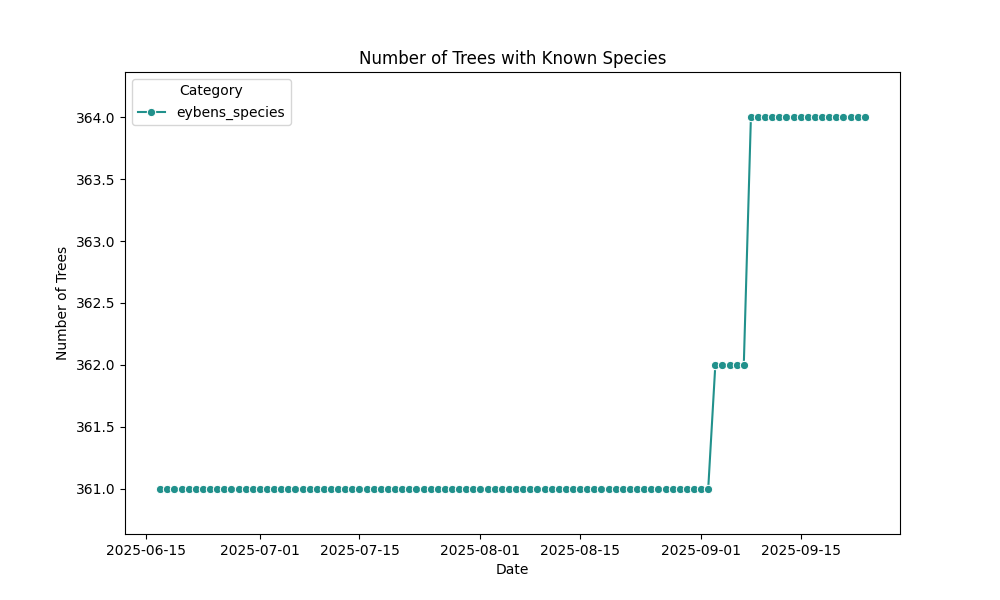 Number of Trees with Known Species
Category
eybens_species
364.0
363.5
363.0
362.5
362.0
361.5
361.0
Number of Trees
2025-06-15 2025-07-01 2025-07-15 2025-08-01 2025-08-15 2025-09-01 2025-09-15
Date